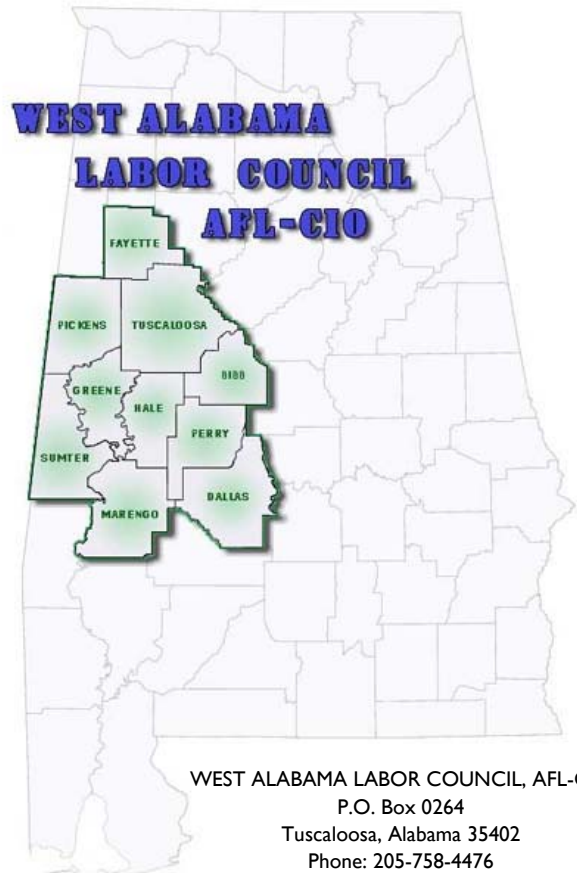 WEST ALABAMA
LABOR COUNCIL
AFL-CIO
FAYETTE
PICKENS TUSCALOOSA
BIBB
GREENE
HALE
PERRY
SUMTER
DALLAS
MARENGO
WEST ALABAMA LABOR COUNCIL, AFL-C
P.O. Box 0264
Tuscaloosa, Alabama 35402
Phone: 205-758-4476